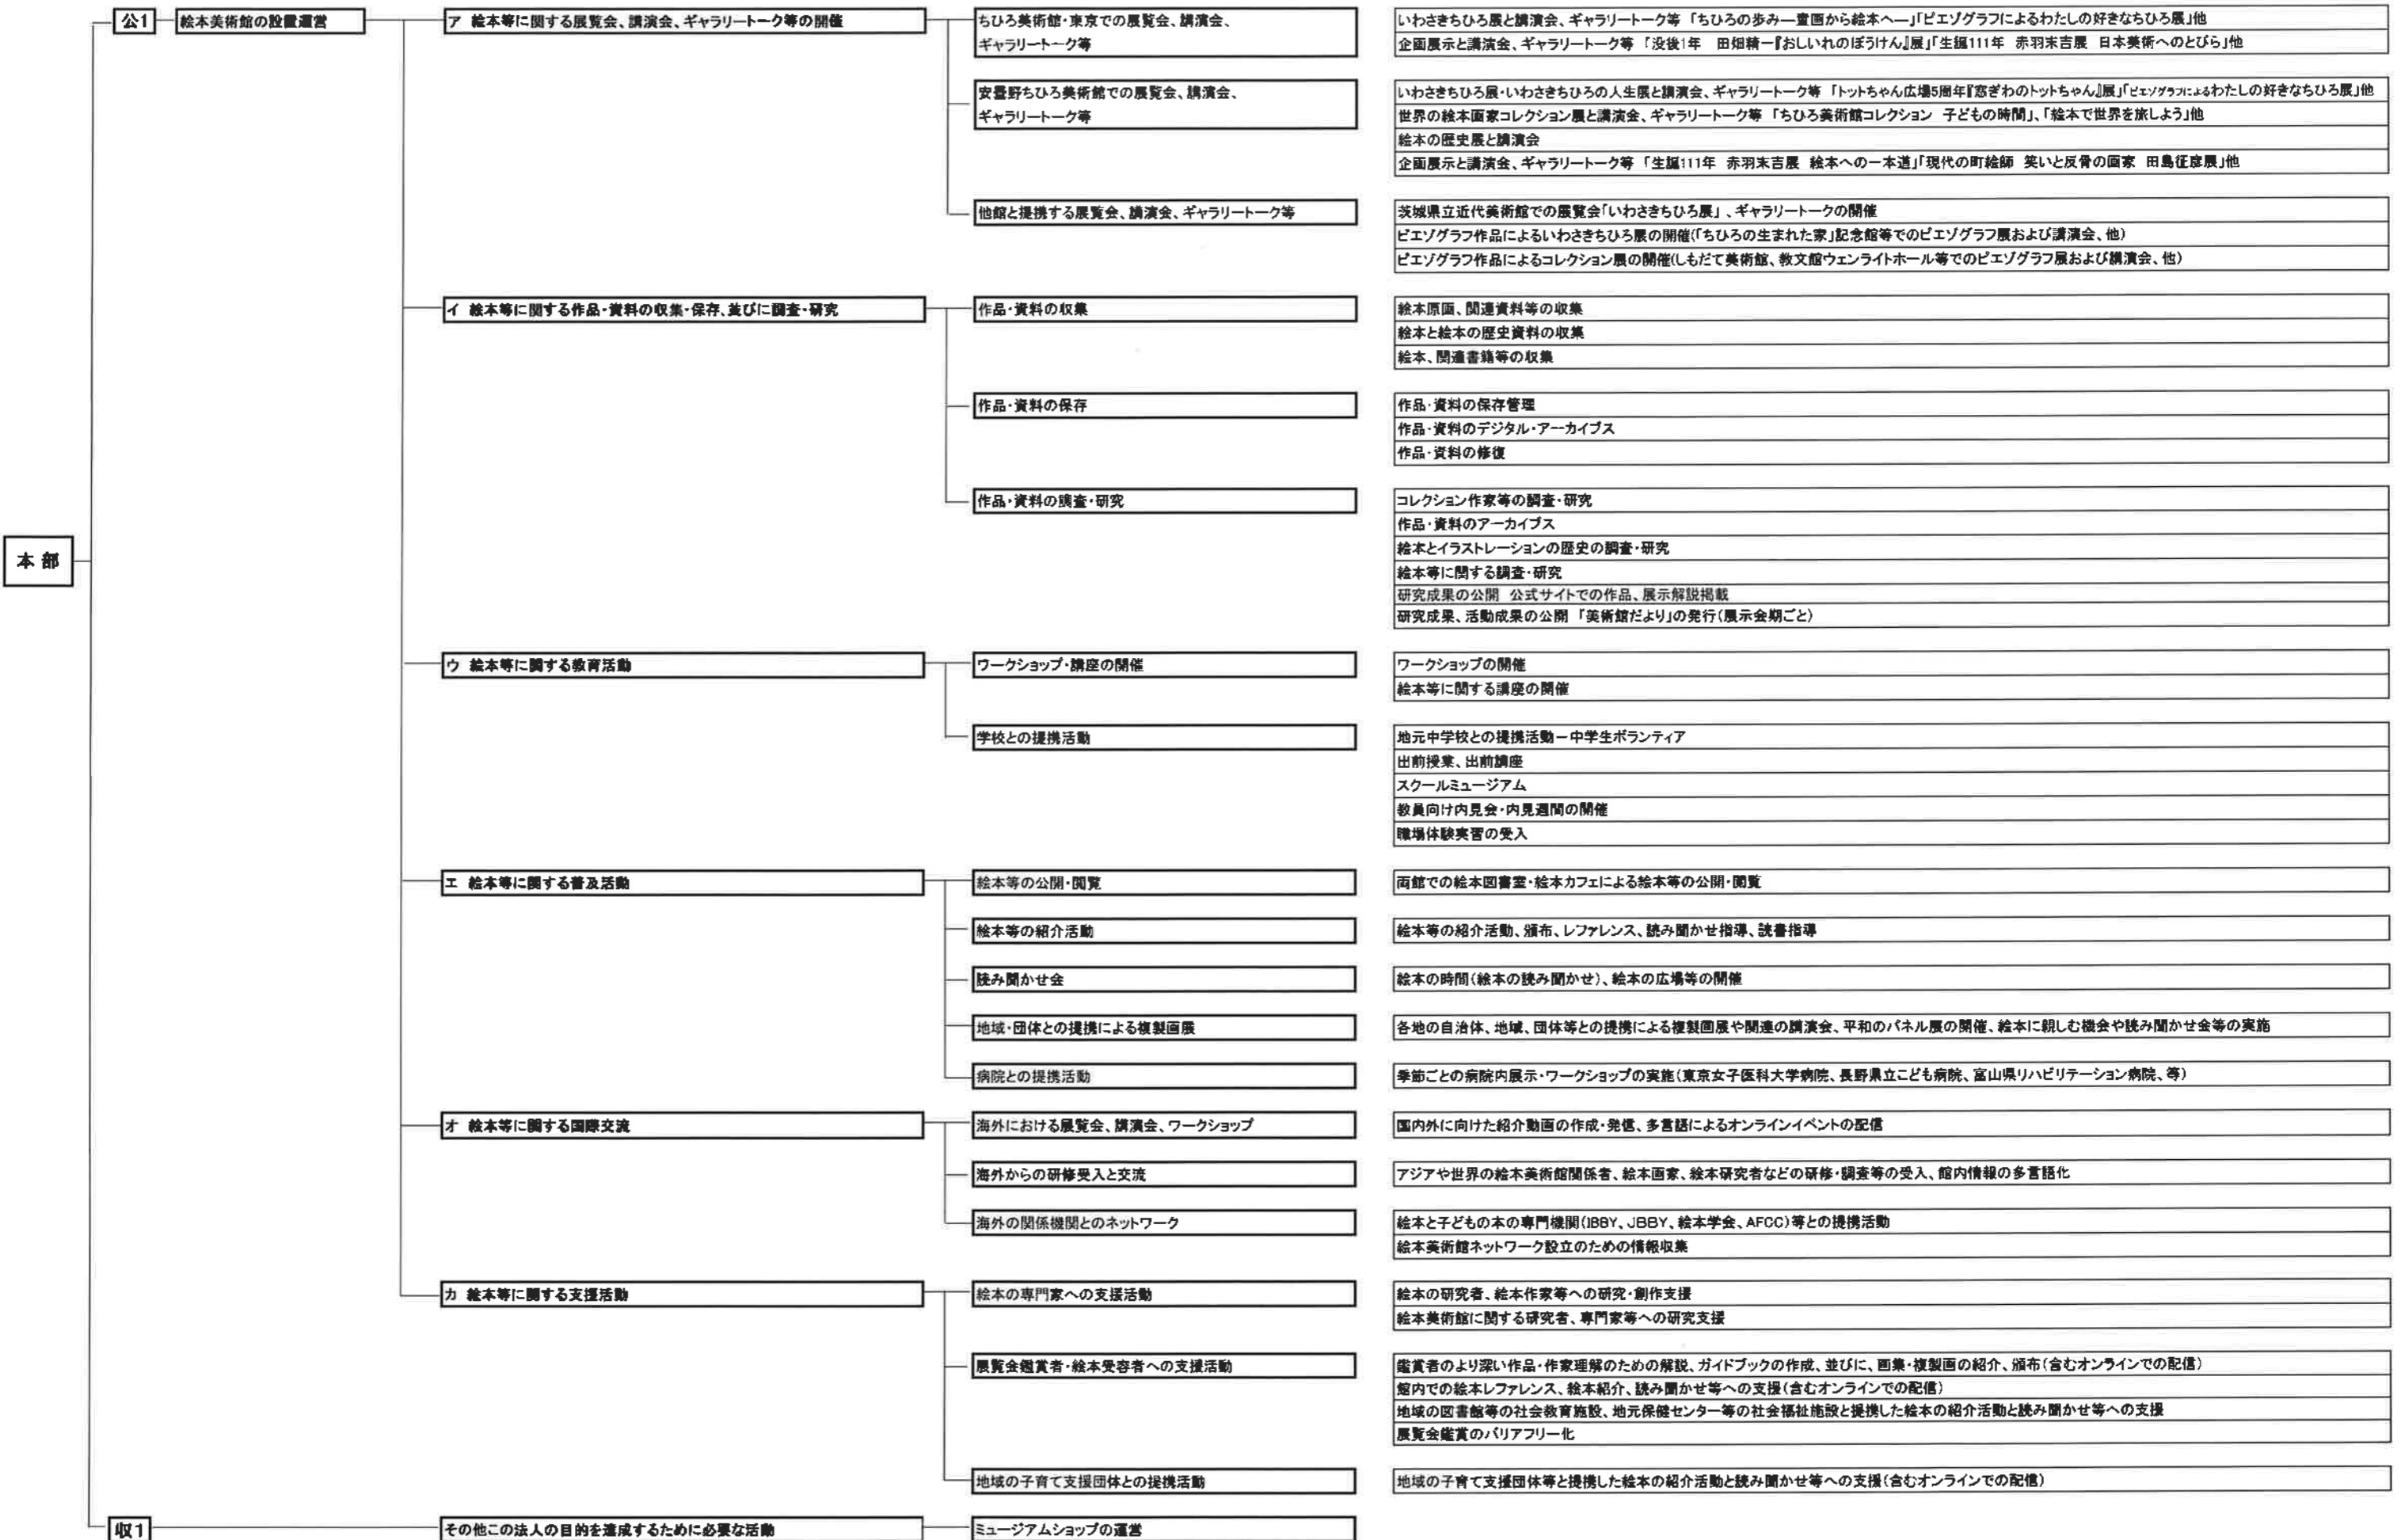 本部
公1
絵本美術館の設置運営
ア 絵本等に関する展覧会、講演会、ギャラリートーク等の開催
ちひろ美術館・東京での展覧会、講演会、
ギャラリートーク等
いわさきちひろ展と講演会、ギャラリートーク等 「ちひろの歩み―童画から絵本へ―」「ピエゾグラフによるわたしの好きなちひろ展」他
企画展示と講演会、ギャラリートーク等 「没後1年 田畑精一『おしいれのぼうけん』展」「生誕111年 赤羽末吉展 日本美術へのとびら」他
安曇野ちひろ美術館での展覧会、講演会、
ギャラリートーク等
いわさきちひろ展・いわさきちひろの人生展と講演会、ギャラリートーク等 「トットちゃん広場5周年『窓ぎわのトットちゃん』展」「ピエゾグラフによるわたしの好きなちひろ展」他
世界の絵本画家コレクション展と講演会、ギャラリートーク等 「ちひろ美術館コレクション 子どもの時間」、「絵本で世界を旅しよう」他
絵本の歴史展と講演会
企画展示と講演会、ギャラリートーク等 「生誕111年 赤羽末吉展 絵本への一本道」「現代の町絵師 笑いと反骨の画家 田島征彦展」他
他館と提携する展覧会、講演会、ギャラリートーク等
茨城県立近代美術館での展覧会「いわさきちひろ展」、ギャラリートークの開催
ピエゾグラフ作品によるいわさきちひろ展の開催(「ちひろの生まれた家」記念館等でのピエゾグラフ展および講演会、他)
ピエゾグラフ作品によるコレクション展の開催(しもだて美術館、教文館ウェンライトホール等でのピエゾグラフ展および講演会、他)
イ 絵本等に関する作品・資料の収集・保存、並びに調査・研究
作品・資料の収集
絵本原画、関連資料等の収集
絵本と絵本の歴史資料の収集
絵本、関連書籍等の収集
作品・資料の保存
作品・資料の保存管理
作品・資料のデジタル・アーカイブス
作品・資料の修復
作品・資料の調査・研究
コレクション作家等の調査・研究
作品・資料のアーカイブス
絵本とイラストレーションの歴史の調査・研究
絵本等に関する調査・研究
研究成果の公開 公式サイトでの作品、展示解説掲載
研究成果、活動成果の公開 「美術館だより」の発行(展示会期ごと)
ウ 絵本等に関する教育活動
ワークショップ・講座の開催
ワークショップの開催
絵本等に関する講座の開催
学校との提携活動
地元中学校との提携活動－中学生ボランティア
出前授業、出前講座
スクールミュージアム
教員向け内見会・内見週間の開催
職場体験実習の受入
エ 絵本等に関する普及活動
絵本等の公開・閲覧
両館での絵本図書室・絵本カフェによる絵本等の公開・閲覧
絵本等の紹介活動
絵本等の紹介活動、頒布、レファレンス、読み聞かせ指導、読書指導
読み聞かせ会
絵本の時間(絵本の読み聞かせ)、絵本の広場等の開催
地域・団体との提携による複製画展
各地の自治体、地域、団体等との提携による複製画展や関連の講演会、平和のパネル展の開催、絵本に親しむ機会や読み聞かせ会等の実施
病院との提携活動
季節ごとの病院内展示・ワークショップの実施(東京女子医科大学病院、長野県立こども病院、富山県リハビリテーション病院、等)
オ 絵本等に関する国際交流
海外における展覧会、講演会、ワークショップ
国内外に向けた紹介動画の作成・発信、多言語によるオンラインイベントの配信
海外からの研修受入と交流
アジアや世界の絵本美術館関係者、絵本画家、絵本研究者などの研修・調査等の受入、館内情報の多言語化
海外の関係機関とのネットワーク
絵本と子どもの本の専門機関(IBBY、JBBY、絵本学会、AFCC)等との提携活動
絵本美術館ネットワーク設立のための情報収集
カ 絵本等に関する支援活動
絵本の専門家への支援活動
絵本の研究者、絵本作家等への研究・創作支援
絵本美術館に関する研究者、専門家等への研究支援
展覧会鑑賞者・絵本受容者への支援活動
鑑賞者のより深い作品・作家理解のための解説、ガイドブックの作成、並びに、画集・複製画の紹介、頒布(含むオンラインでの配信)
館内での絵本レファレンス、絵本紹介、読み聞かせ等への支援(含むオンラインでの配信)
地域の図書館等の社会教育施設、地元保健センター等の社会福祉施設と提携した絵本の紹介活動と読み聞かせ等への支援
展覧会鑑賞のバリアフリー化
地域の子育て支援団体との提携活動
地域の子育て支援団体等と提携した絵本の紹介活動と読み聞かせ等への支援(含むオンラインでの配信)
収1
その他この法人の目的を達成するために必要な活動
ミュージアムショップの運営